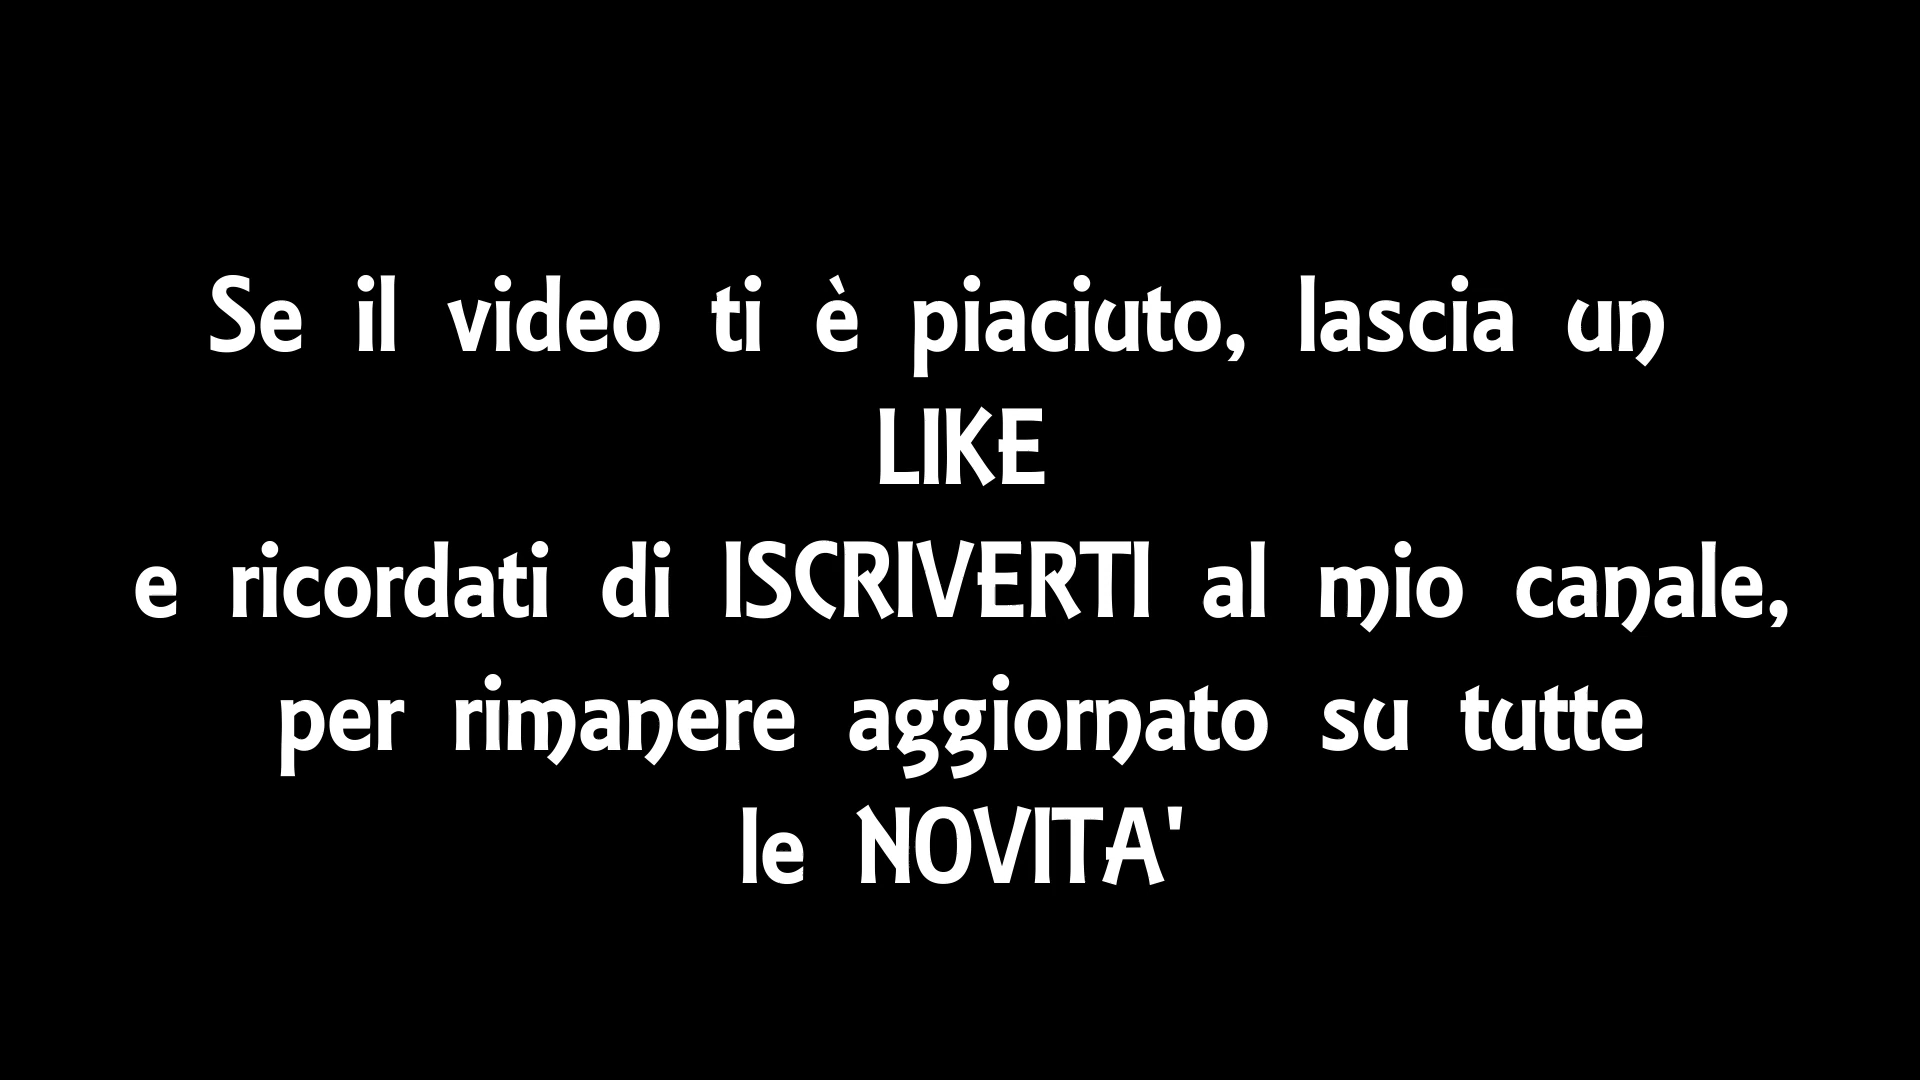 Se il video ti è piaciuto, lascia un
LIKE
e ricordati di ISCRIVERTI al mio canale,
per rimanere aggiornato su tutte
le NOVITA'